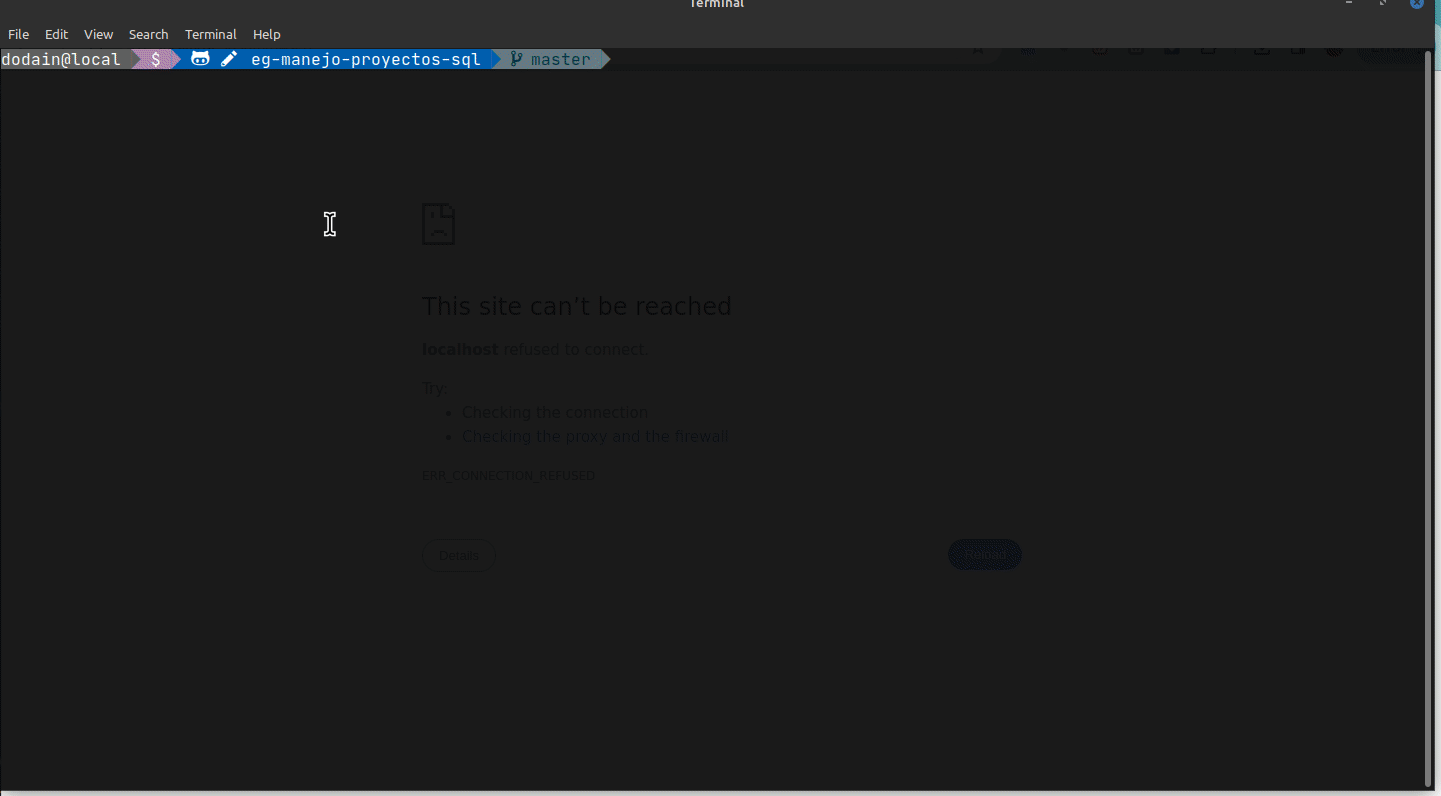 Terminal
File Edit View Search Terminal Help
dodain@local $ eg-manejo-proyectos-sql master
This site can’t be reached
localhost refused to connect.
Try:
• Checking the connection
• Checking the proxy and the firewall
ERR_CONNECTION_REFUSED
Details Reload